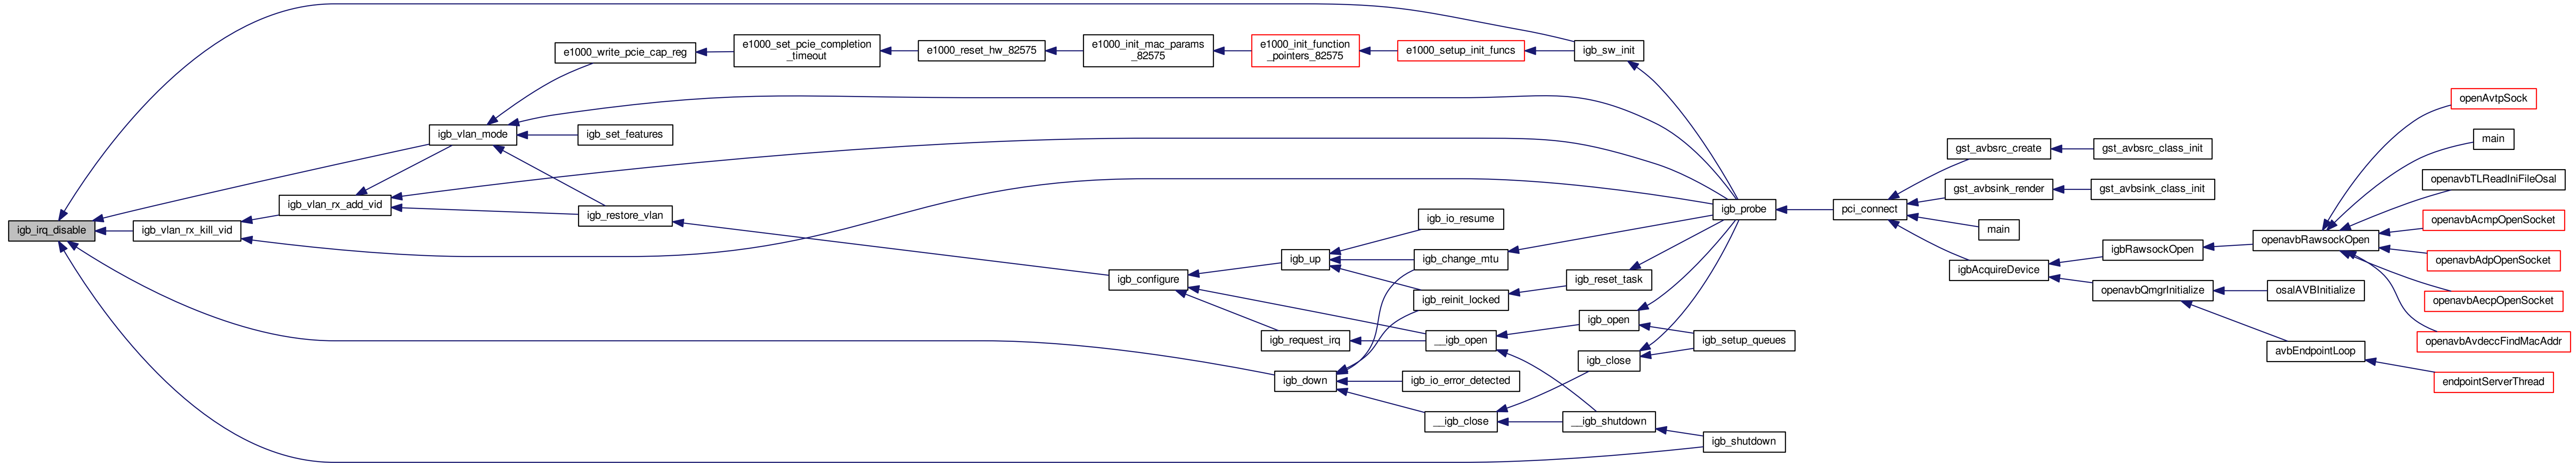 igb_irq_disable
igb_vlan_rx_kill_vid
igb_vlan_rx_add_vid
igb_vlan_mode
e1000_write_pcie_cap_reg
e1000_set_pcie_completion
_timeout
e1000_reset_hw_82575
e1000_init_mac_params
_82575
e1000_init_function
_pointers_82575
e1000_setup_init_funcs
igb_sw_init
igb_set_features
igb_restore_vlan
igb_configure
igb_up
igb_request_irq
igb_down
igb_io_resume
igb_change_mtu
igb_reinit_locked
__igb_open
igb_io_error_detected
__igb_close
igb_reset_task
igb_open
igb_close
__igb_shutdown
igb_probe
igb_setup_queues
igb_shutdown
pci_connect
gst_avbsrc_create
gst_avbsink_render
main
igbAcquireDevice
gst_avbsrc_class_init
gst_avbsink_class_init
igbRawsockOpen
openavbQmgrInitialize
openavbRawsockOpen
osalAVBInitialize
avbEndpointLoop
openAvtpSock
main
openavbTLReadIniFileOsal
openavbAcmpOpenSocket
openavbAdpOpenSocket
openavbAecpOpenSocket
openavbAvdeccFindMacAddr
endpointServerThread